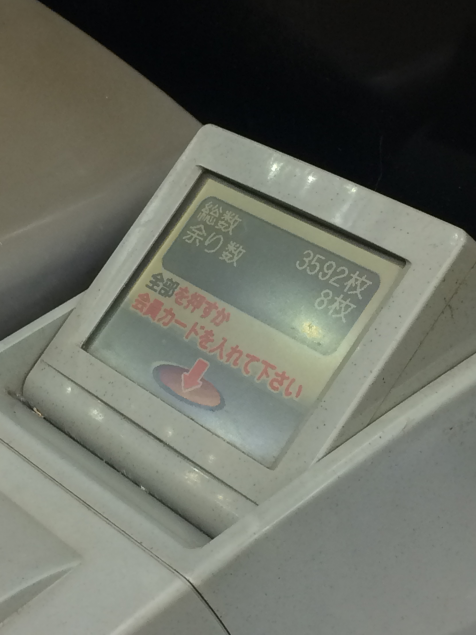 総数 3592枚
余り数 8枚
全部を押すか
会員カードを入れて下さい